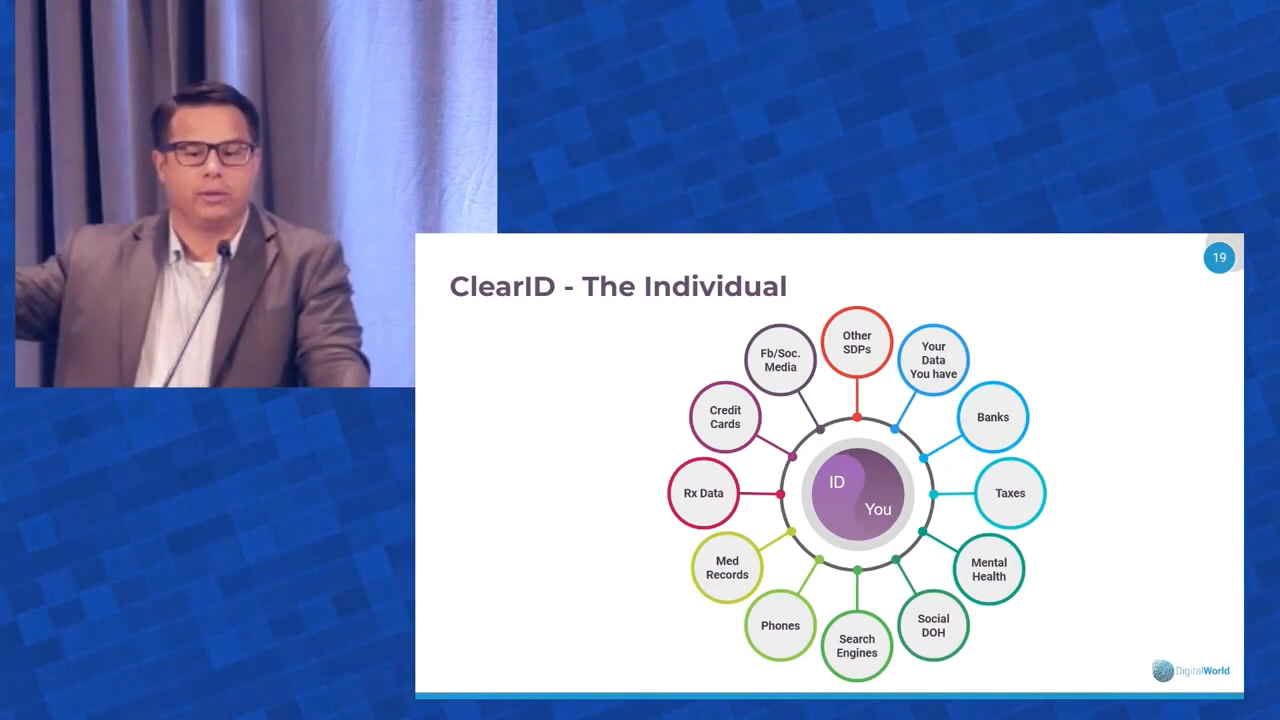 19
ClearID - The Individual
Other
SDPs
Your
Data
You have
Banks
Taxes
Mental
Health
Social
DOH
Search
Engines
Phones
Med
Records
Rx Data
Credit
Cards
Fb/Soc.
Media
ID
You
DigitalWorld